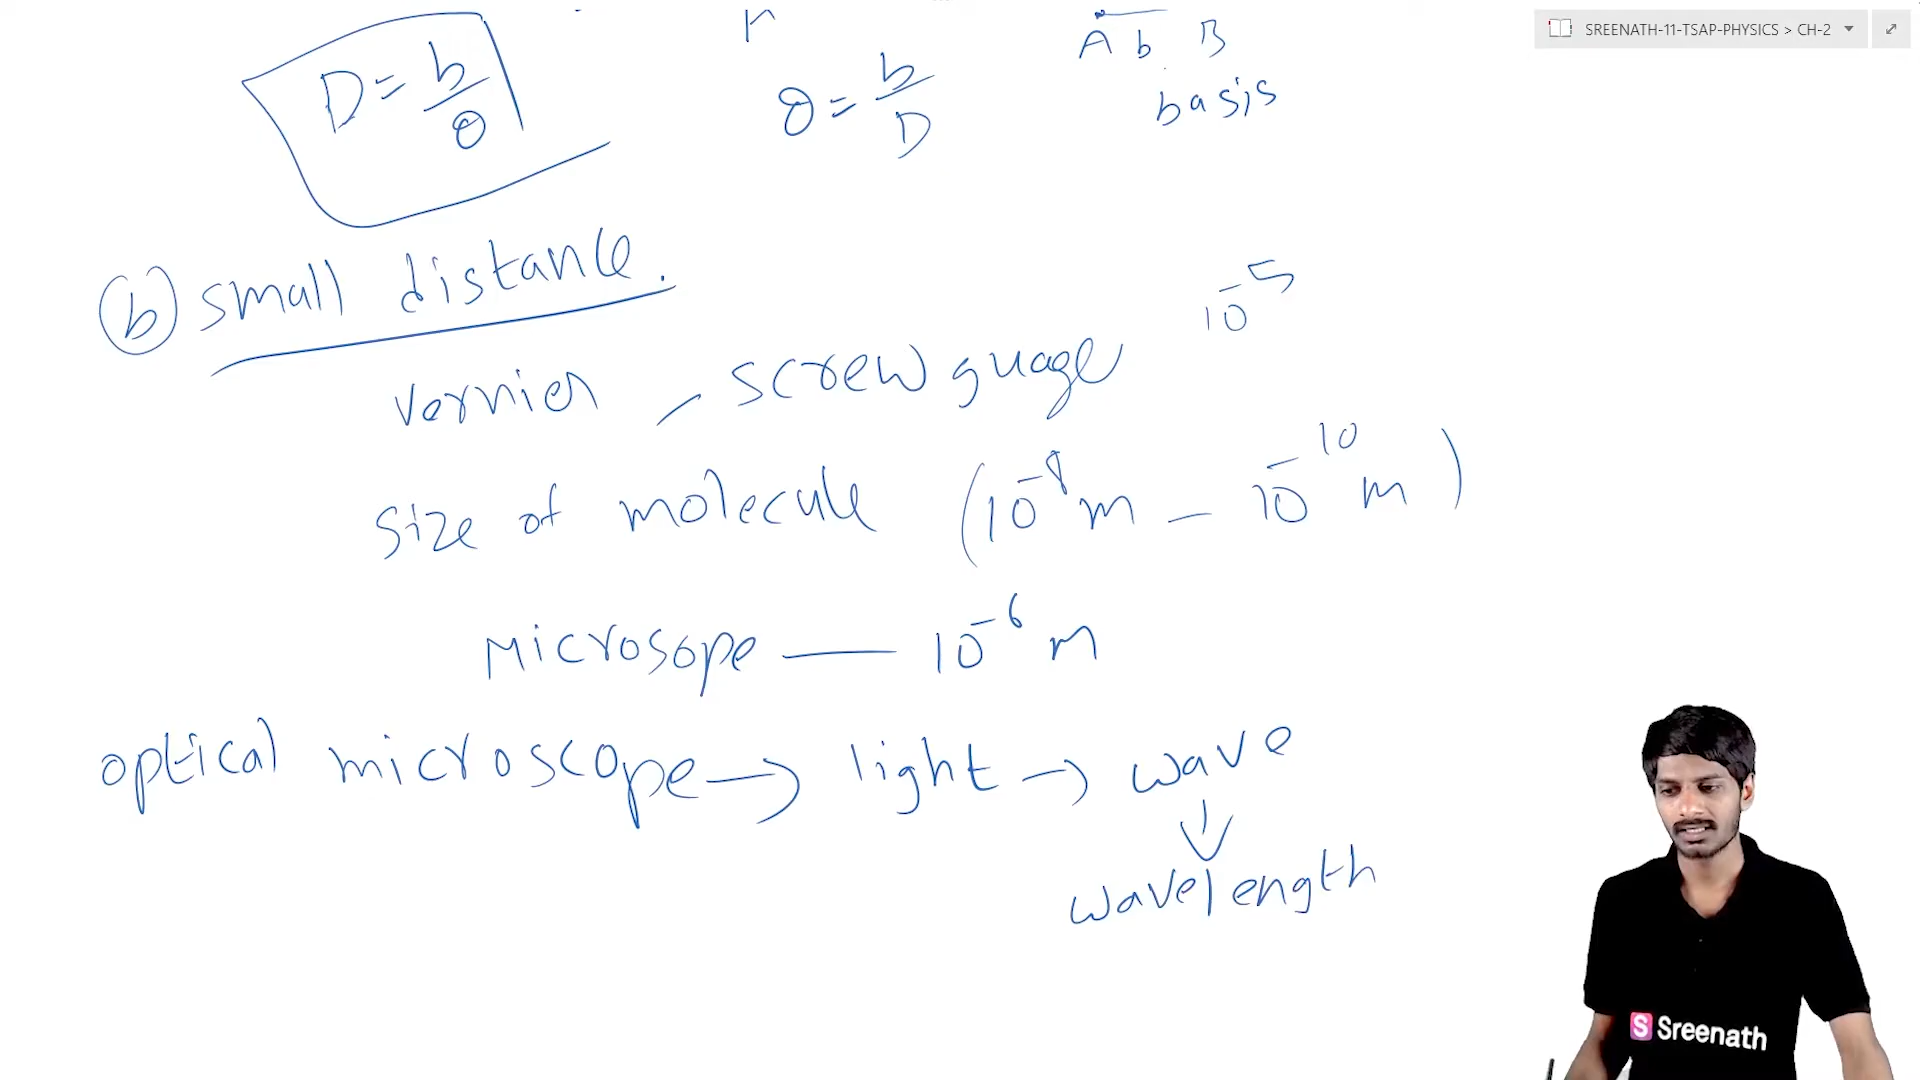 SREENATH-11-TSAP-PHYSICS > CH-2
A b B
D = b/θ
θ = b/D
basis
(b) small distance.
10⁻⁵
vernier – screw guage
size of molecule (10⁻⁸ m – 10⁻¹⁰ m)
Microsope — 10⁻⁶ m
optical microscope → light → wave
↓
wavelength
S Sreenath